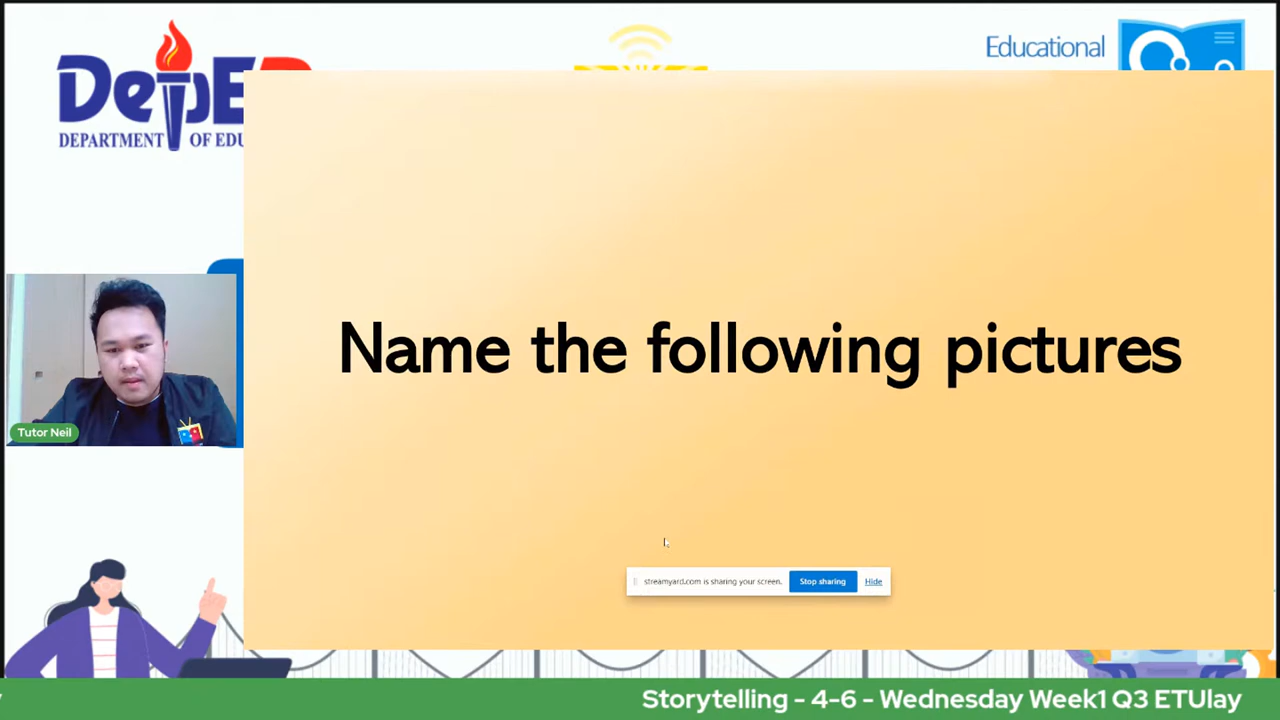 DepED
DEPARTMENT OF EDU
Educational
Name the following pictures
Tutor Neil
streamyard.com is sharing your screen.
Stop sharing
Hide
Storytelling - 4-6 - Wednesday Week1 Q3 ETUlay